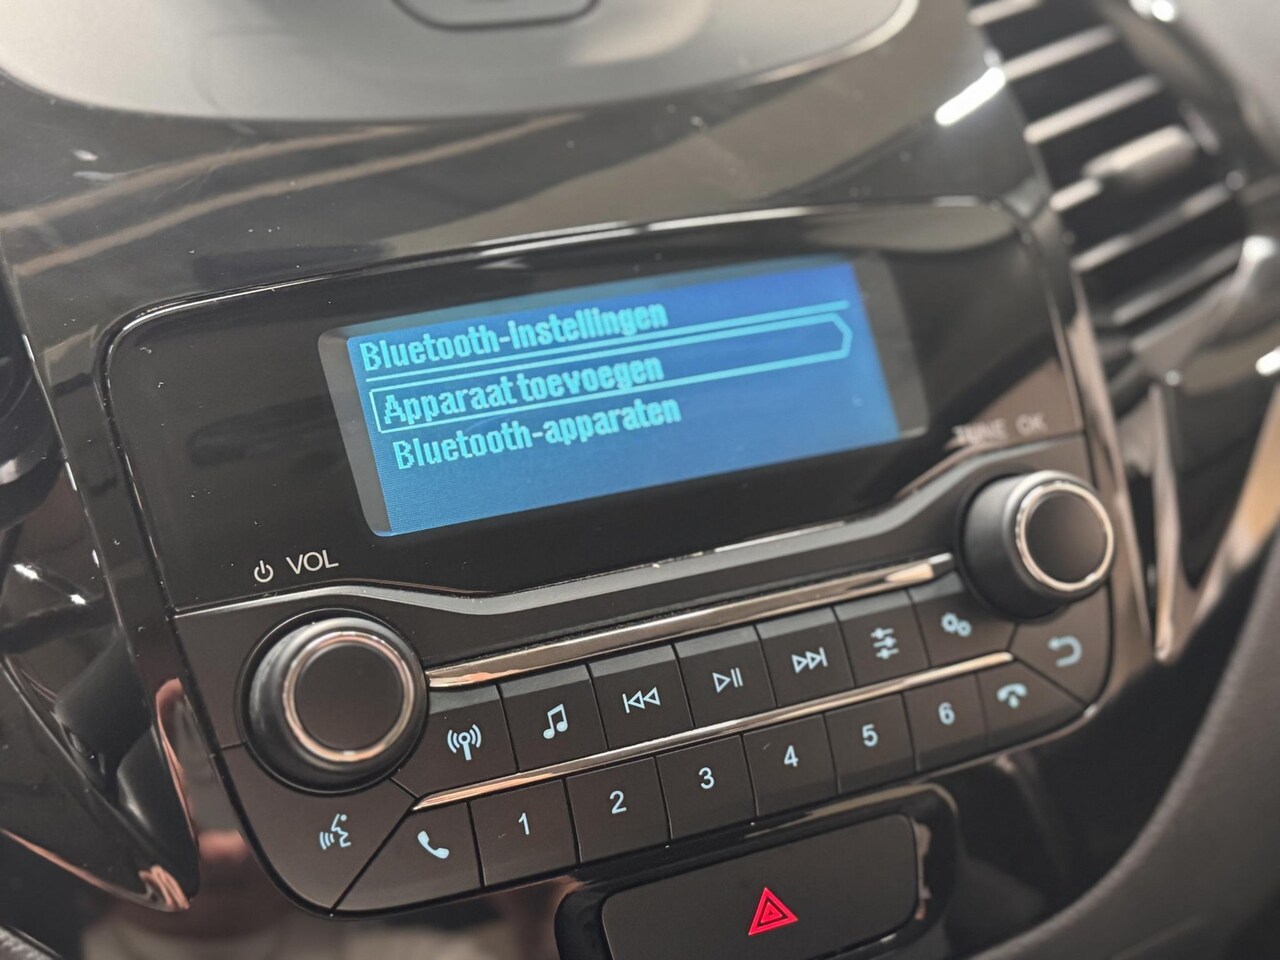 Bluetooth-instellingen
Apparaat toevoegen
Bluetooth-apparaten
TUNE OK
VOL
1 2 3 4 5 6